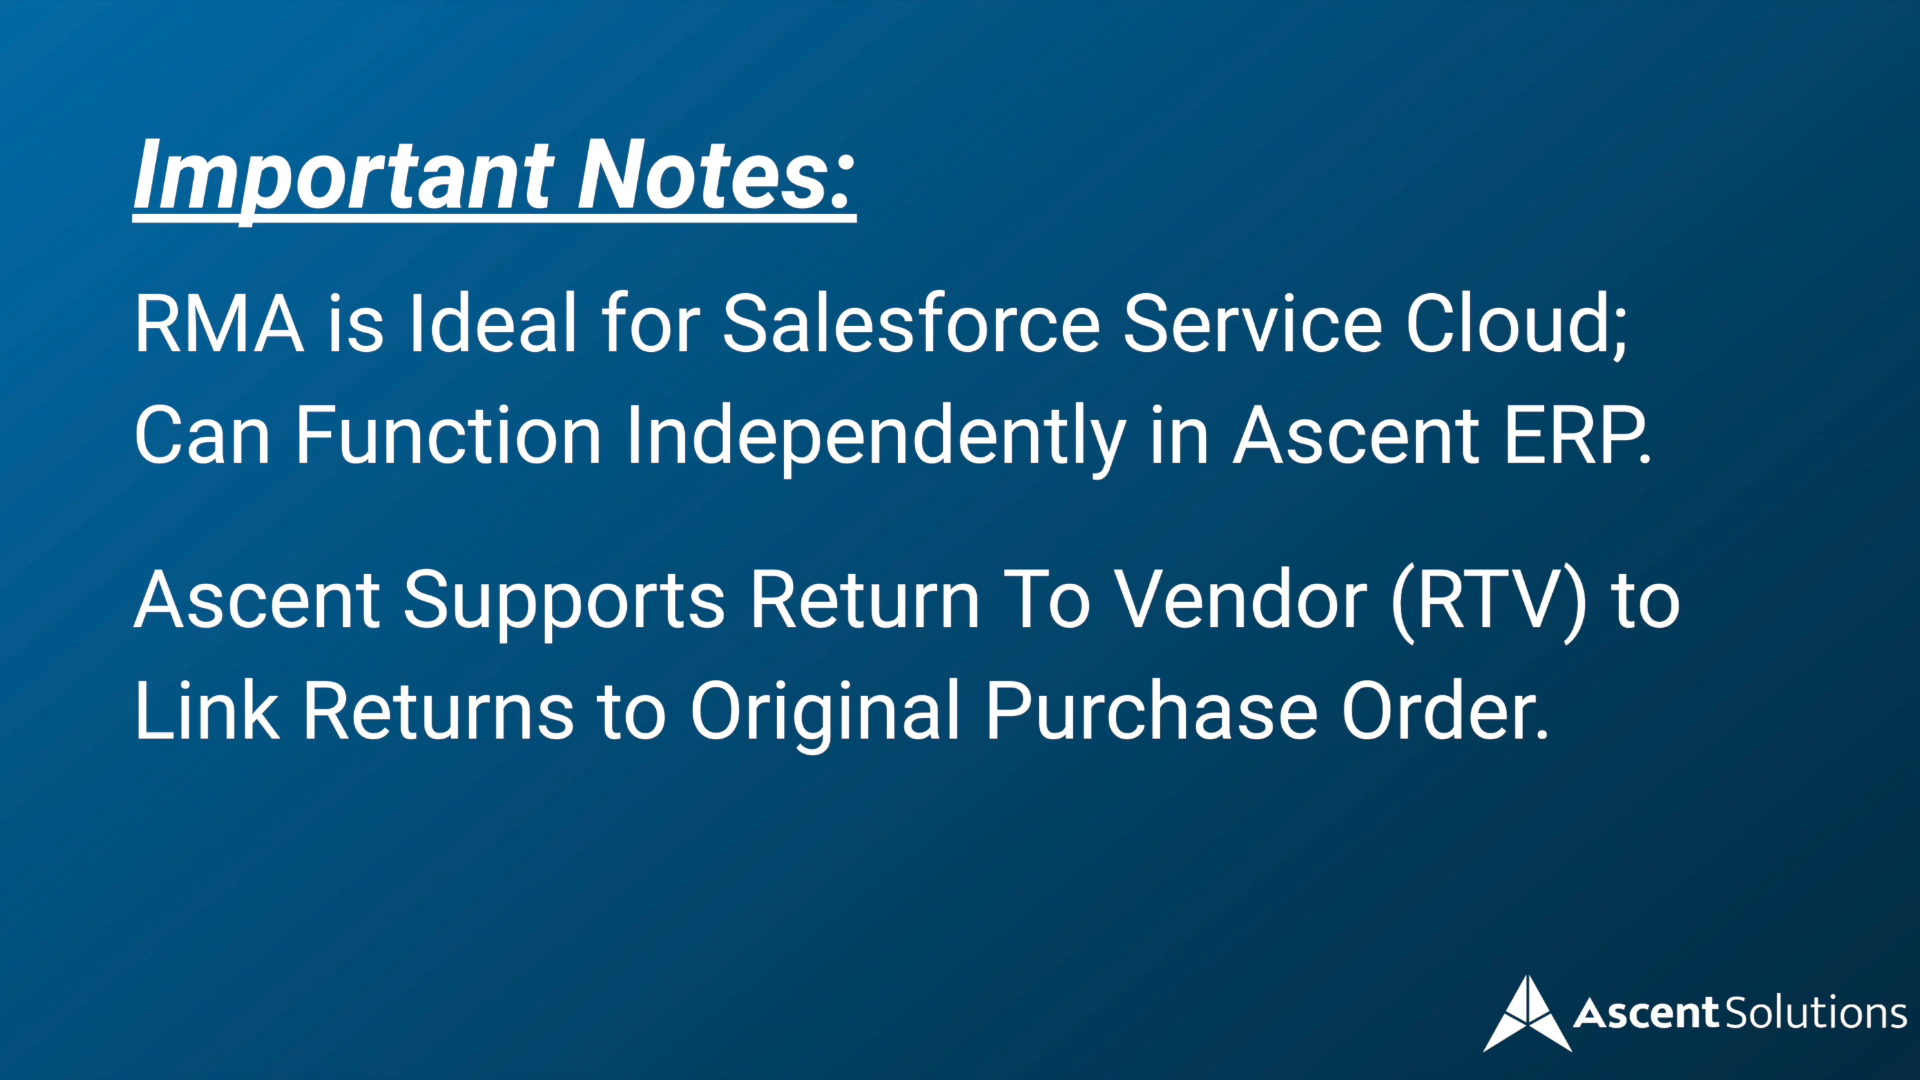 Important Notes:
RMA is Ideal for Salesforce Service Cloud;
Can Function Independently in Ascent ERP.
Ascent Supports Return To Vendor (RTV) to
Link Returns to Original Purchase Order.
Ascent Solutions